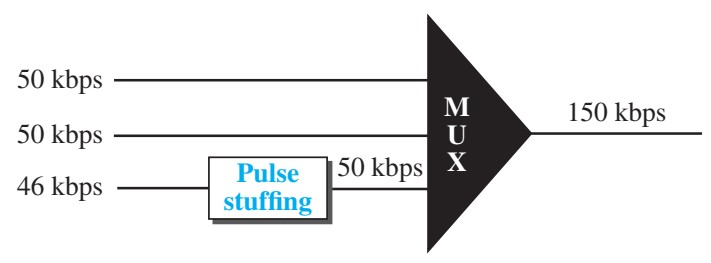 50 kbps
50 kbps
46 kbps
Pulse
stuffing
50 kbps
M
U
X
150 kbps